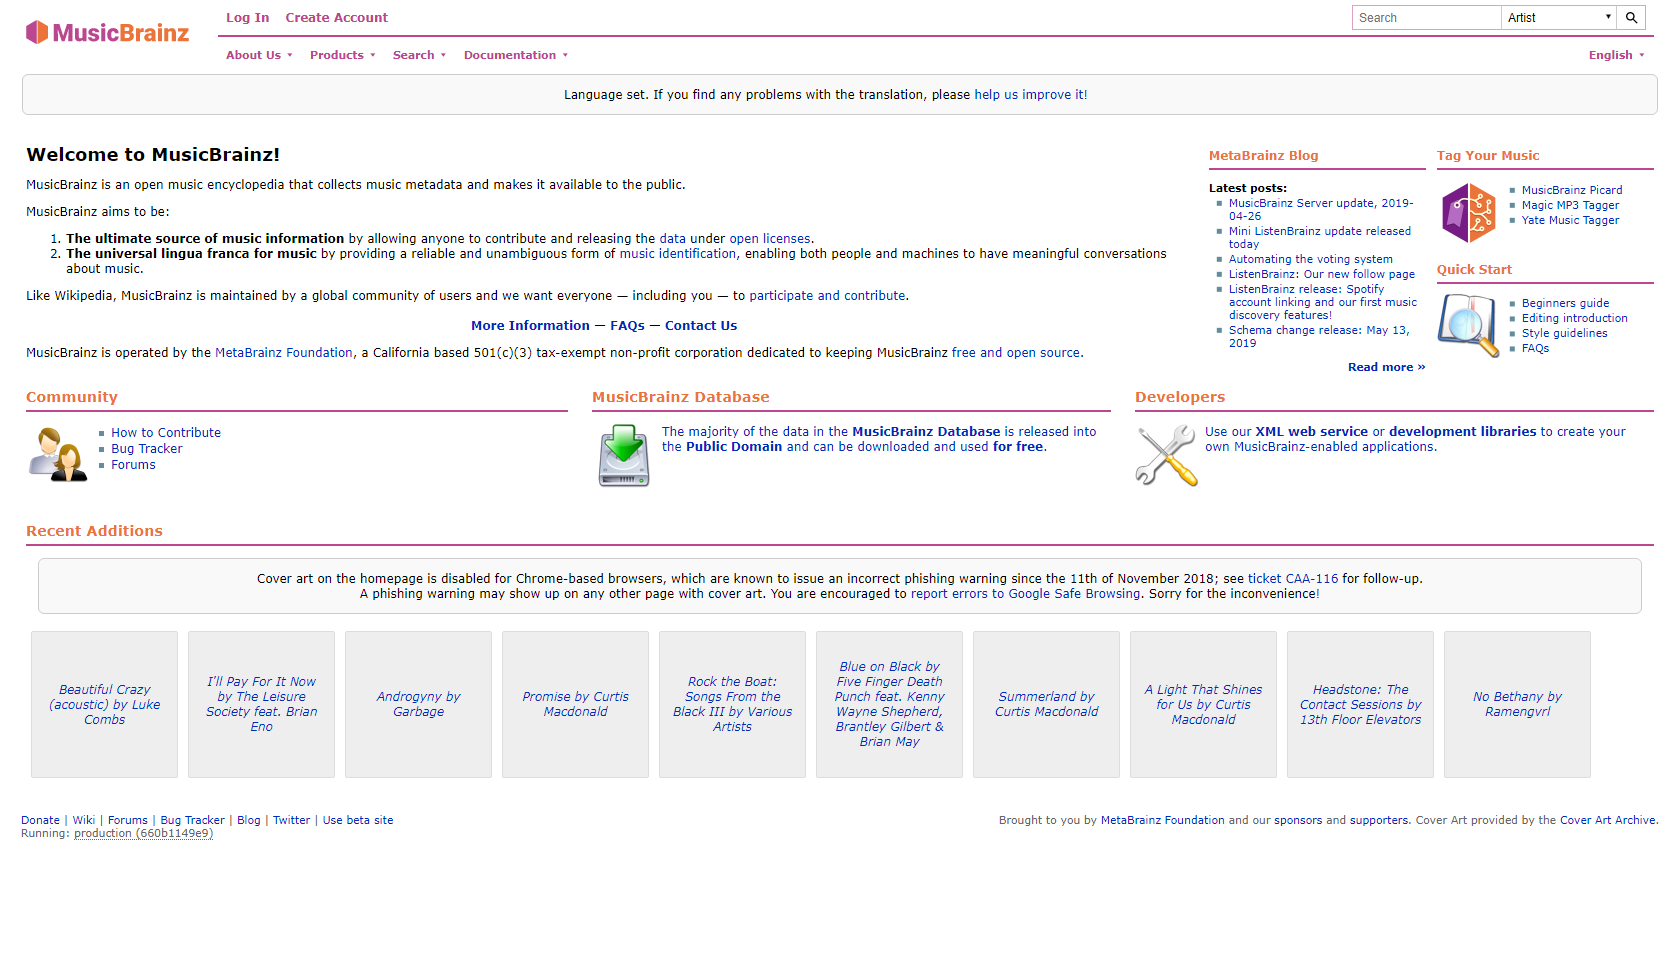 MusicBrainz
Log In Create Account
Search Artist
About Us Products Search Documentation
English
Language set. If you find any problems with the translation, please help us improve it!
Welcome to MusicBrainz!
MusicBrainz is an open music encyclopedia that collects music metadata and makes it available to the public.
MusicBrainz aims to be:
1. The ultimate source of music information by allowing anyone to contribute and releasing the data under open licenses.
2. The universal lingua franca for music by providing a reliable and unambiguous form of music identification, enabling both people and machines to have meaningful conversations
about music.
Like Wikipedia, MusicBrainz is maintained by a global community of users and we want everyone — including you — to participate and contribute.
More Information — FAQs — Contact Us
MusicBrainz is operated by the MetaBrainz Foundation, a California based 501(c)(3) tax-exempt non-profit corporation dedicated to keeping MusicBrainz free and open source.
MetaBrainz Blog
Latest posts:
MusicBrainz Server update, 2019-
04-26
Mini ListenBrainz update released
today
Automating the voting system
ListenBrainz: Our new follow page
ListenBrainz release: Spotify
account linking and our first music
discovery features!
Schema change release: May 13,
2019
Read more »
Tag Your Music
MusicBrainz Picard
Magic MP3 Tagger
Yate Music Tagger
Quick Start
Beginners guide
Editing introduction
Style guidelines
FAQs
Community
How to Contribute
Bug Tracker
Forums
MusicBrainz Database
The majority of the data in the MusicBrainz Database is released into
the Public Domain and can be downloaded and used for free.
Developers
Use our XML web service or development libraries to create your
own MusicBrainz-enabled applications.
Recent Additions
Cover art on the homepage is disabled for Chrome-based browsers, which are known to issue an incorrect phishing warning since the 11th of November 2018; see ticket CAA-116 for follow-up.
A phishing warning may show up on any other page with cover art. You are encouraged to report errors to Google Safe Browsing. Sorry for the inconvenience!
Beautiful Crazy
(acoustic) by Luke
Combs
I’ll Pay For It Now
by The Leisure
Society feat. Brian
Eno
Androgyny by
Garbage
Promise by Curtis
Macdonald
Rock the Boat:
Songs From the
Black III by Various
Artists
Blue on Black by
Five Finger Death
Punch feat. Kenny
Wayne Shepherd,
Brantley Gilbert &
Brian May
Summerland by
Curtis Macdonald
A Light That Shines
for Us by Curtis
Macdonald
Headstone: The
Contact Sessions by
13th Floor Elevators
No Bethany by
Ramengvrl
Donate | Wiki | Forums | Bug Tracker | Blog | Twitter | Use beta site
Running: production (660b1149e9)
Brought to you by MetaBrainz Foundation and our sponsors and supporters. Cover Art provided by the Cover Art Archive.